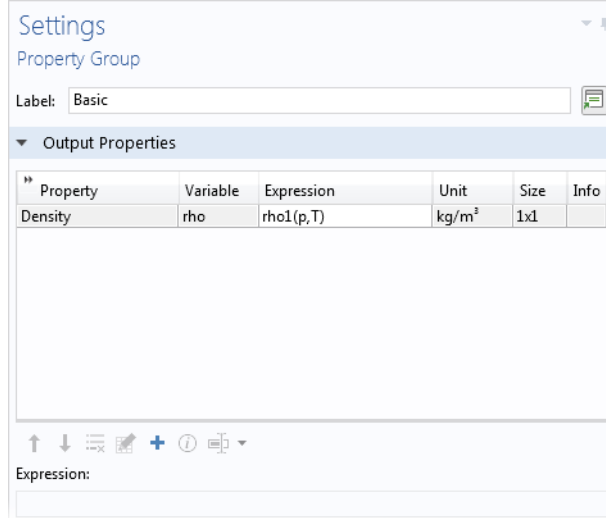 Settings
Property Group
Label: Basic
Output Properties
Property Variable Expression Unit Size Info
Density rho rho1(p,T) kg/m³ 1x1
Expression: